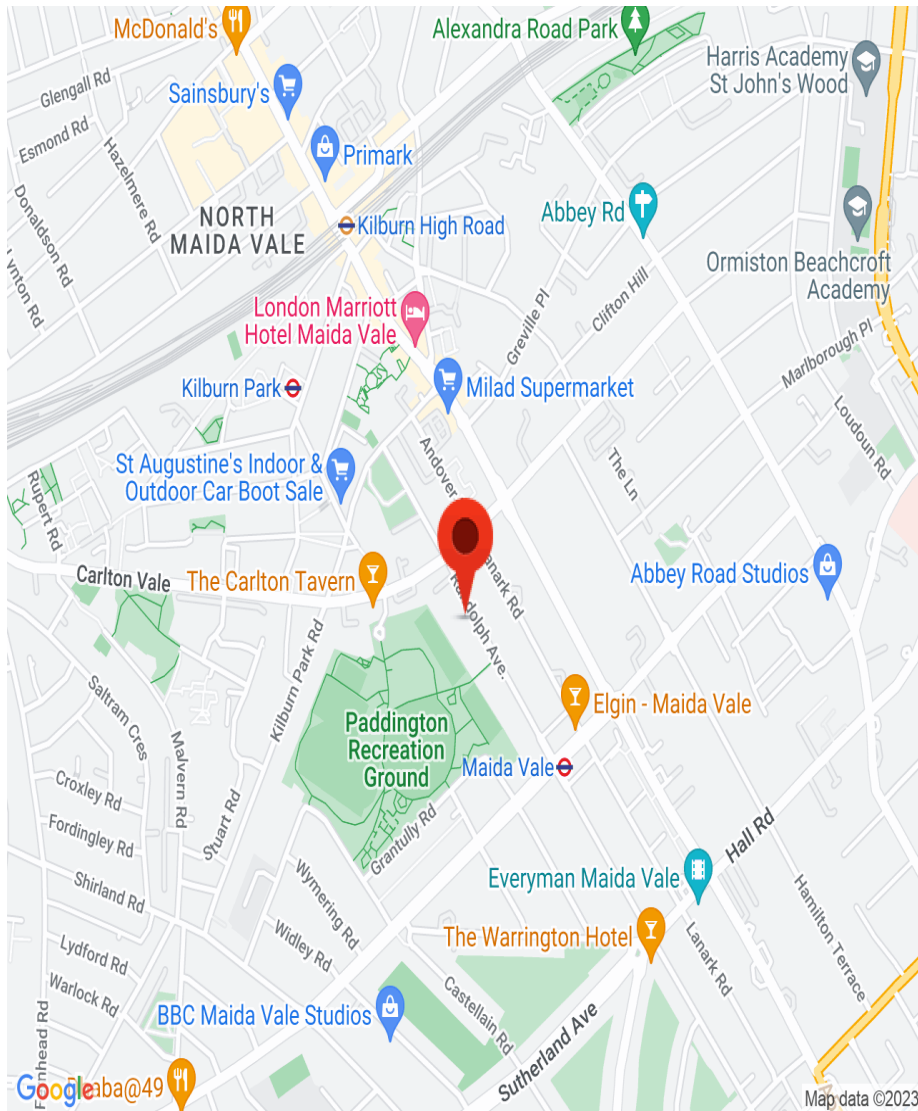 McDonald's
Alexandra Road Park
Harris Academy
St John's Wood
Glengall Rd
Sainsbury's
Esmond Rd
Hazelmere Rd
Primark
Donaldson Rd
Abbey Rd
NORTH
MAIDA VALE
Kilburn High Road
Lynton Rd
Ormiston Beachcroft
Academy
Clifton Hill
London Marriott
Hotel Maida Vale
Greville Pl
Marlborough Pl
Kilburn Park
Milad Supermarket
Loudoun Rd
Andover
St Augustine's Indoor &
Outdoor Car Boot Sale
The Ln
Rupert Rd
Carlton Vale
The Carlton Tavern
Lanark Rd
Abbey Road Studios
Randolph Ave.
Kilburn Park Rd
Saltram Cres
Elgin - Maida Vale
Paddington
Recreation
Ground
Malvern Rd
Maida Vale
Croxley Rd
Stuart Rd
Fordingley Rd
Grantully Rd
Hall Rd
Shirland Rd
Wymering Rd
Everyman Maida Vale
Hamilton Terrace
Widley Rd
The Warrington Hotel
Lydford Rd
Lanark Rd
Warlock Rd
Castellain Rd
BBC Maida Vale Studios
Sutherland Ave
Google
@49
Map data ©2023